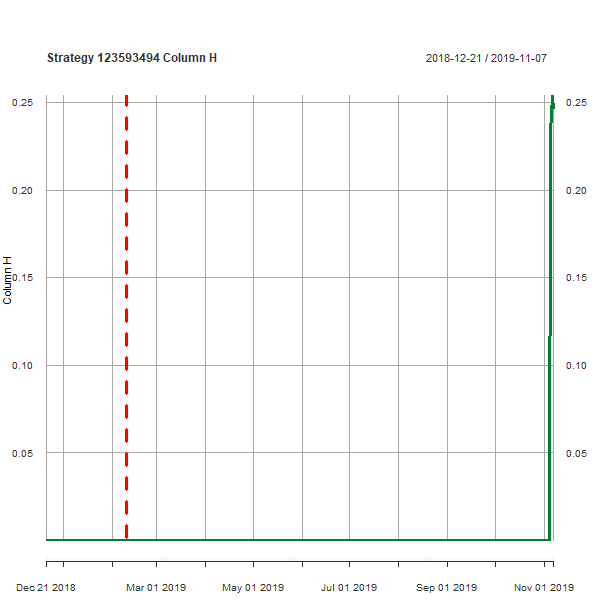 Strategy 123593494 Column H 2018-12-21 / 2019-11-07
0.25 0.25
0.20 0.20
Column H
0.15 0.15
0.10 0.10
0.05 0.05
Dec 21 2018 Mar 01 2019 May 01 2019 Jul 01 2019 Sep 01 2019 Nov 01 2019